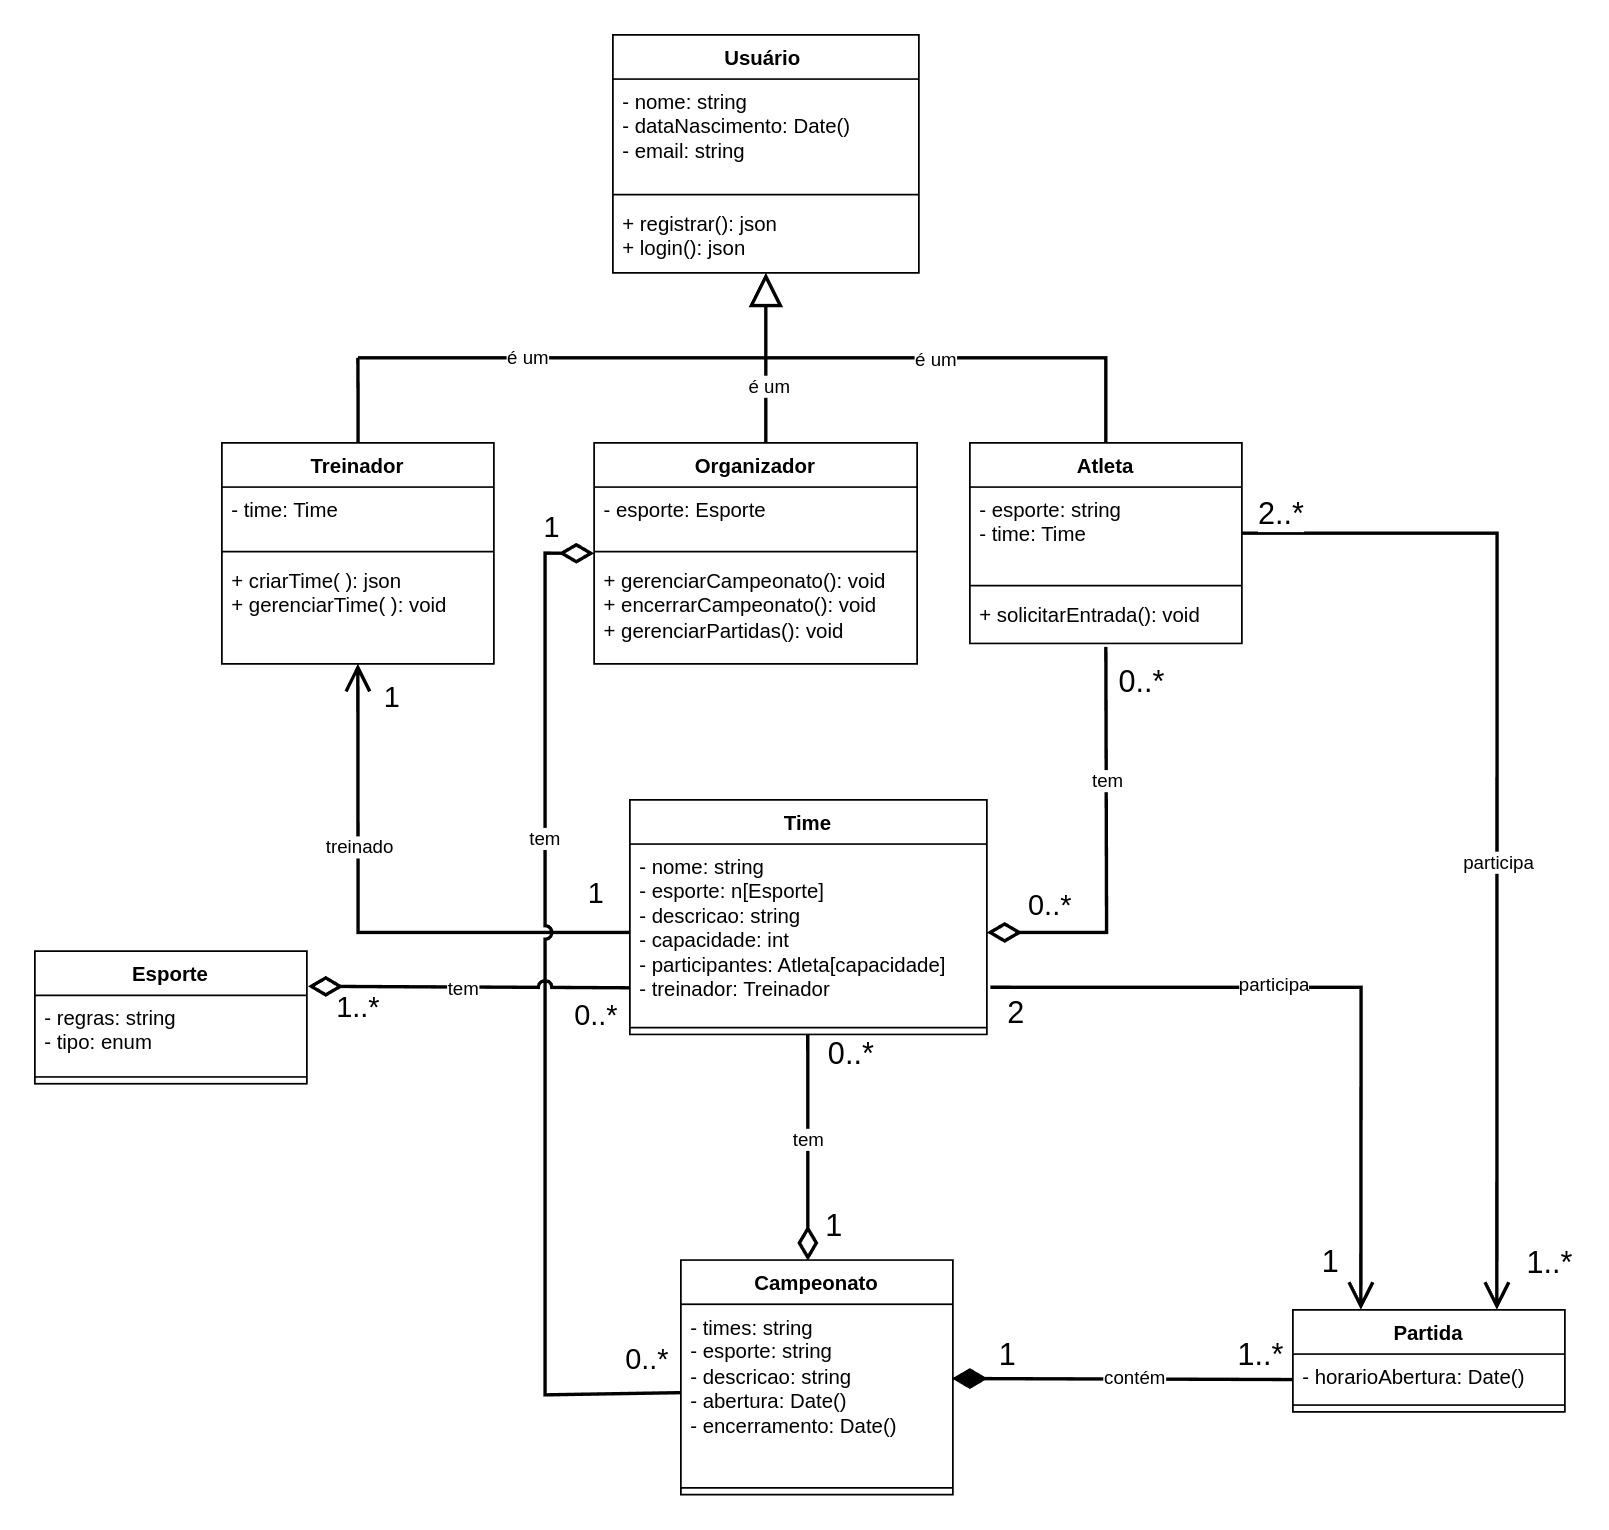 Usuário
- nome: string
- dataNascimento: Date()
- email: string
+ registrar(): json
+ login(): json
é um
é um
é um
Treinador
- time: Time
+ criarTime( ): json
+ gerenciarTime( ): void
Organizador
- esporte: Esporte
+ gerenciarCampeonato(): void
+ encerrarCampeonato(): void
+ gerenciarPartidas(): void
Atleta
- esporte: string
- time: Time
+ solicitarEntrada(): void
1
2..*
1
0..*
tem
treinado
tem
participa
1
0..*
Time
- nome: string
- esporte: n[Esporte]
- descricao: string
- capacidade: int
- participantes: Atleta[capacidade]
- treinador: Treinador
Esporte
- regras: string
- tipo: enum
1..*
tem
0..*
participa
2
0..*
tem
1
1
1..*
Campeonato
- times: string
- esporte: string
- descricao: string
- abertura: Date()
- encerramento: Date()
0..*
1
contém
1..*
Partida
- horarioAbertura: Date()